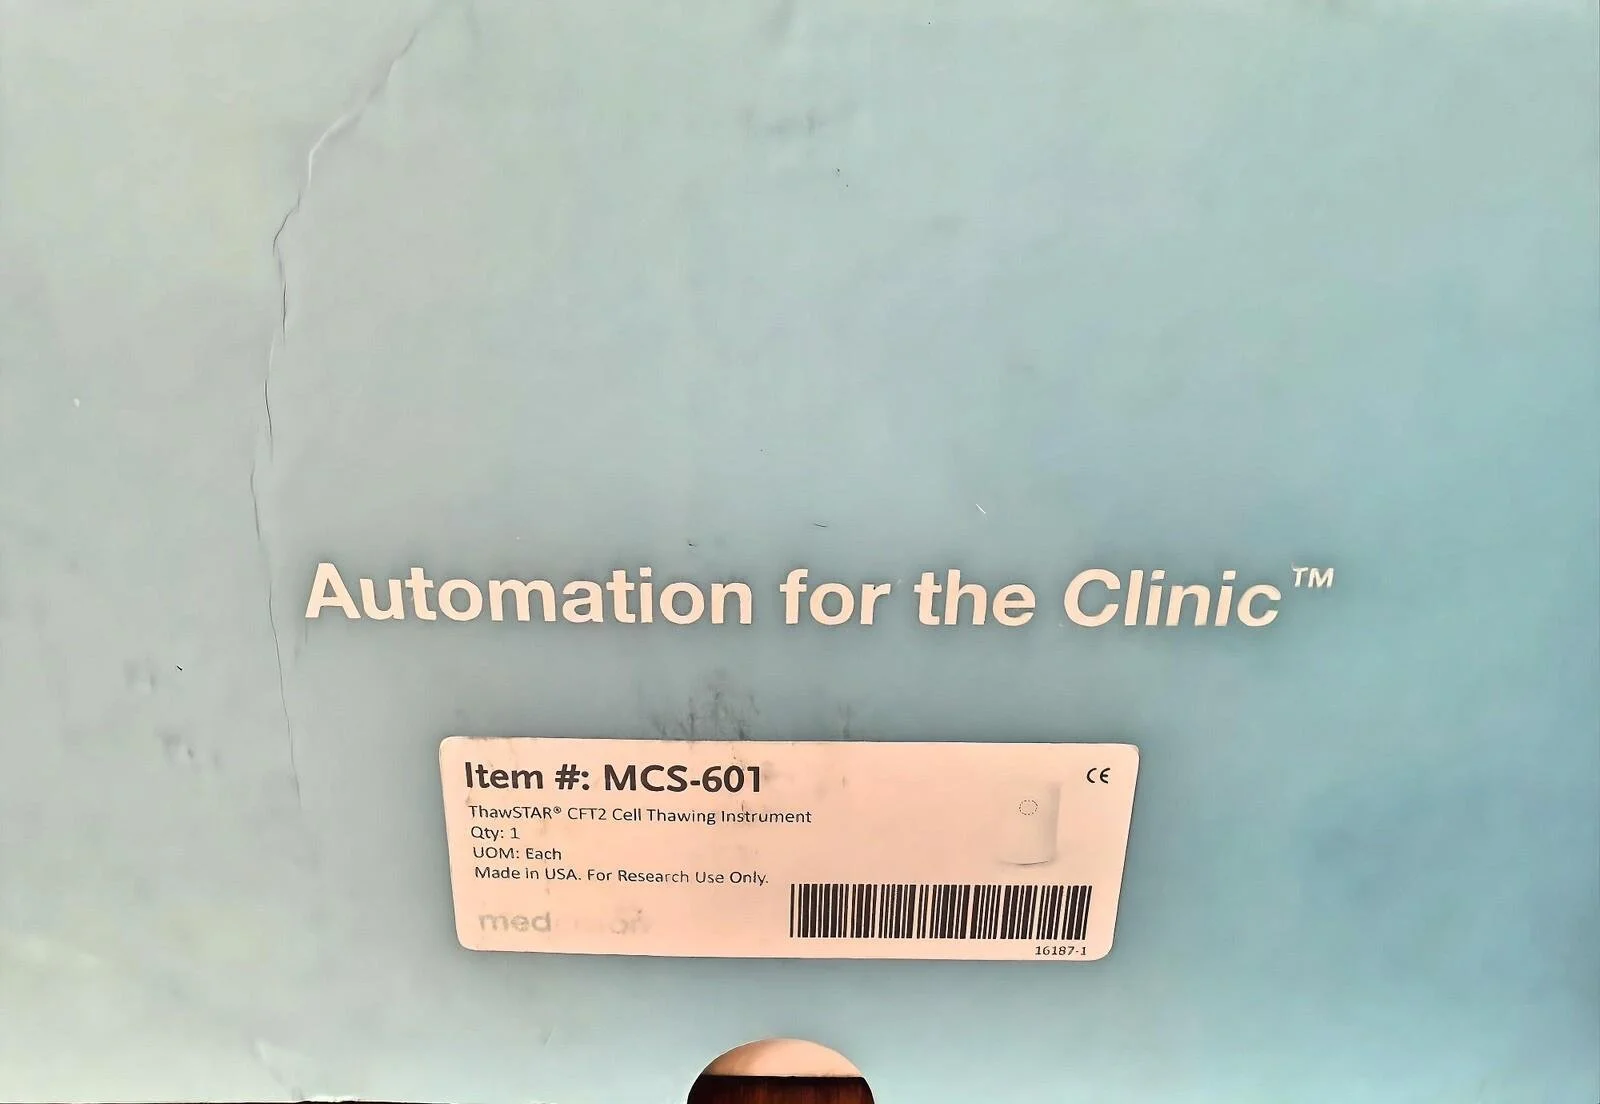 Automation for the Clinic™
Item #: MCS-601
CE
ThawSTAR® CFT2 Cell Thawing Instrument
Qty: 1
UOM: Each
Made in USA. For Research Use Only.
med
16187-1